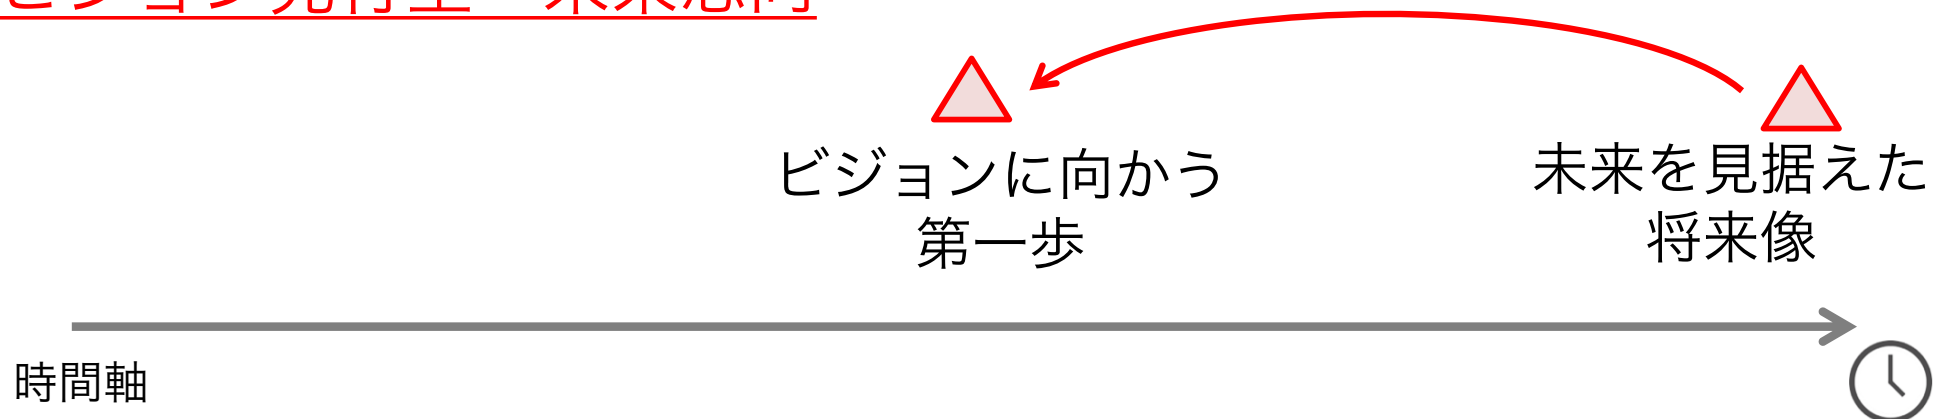 ビジョンに向かう
第一歩
未来を見据えた
将来像
時間軸